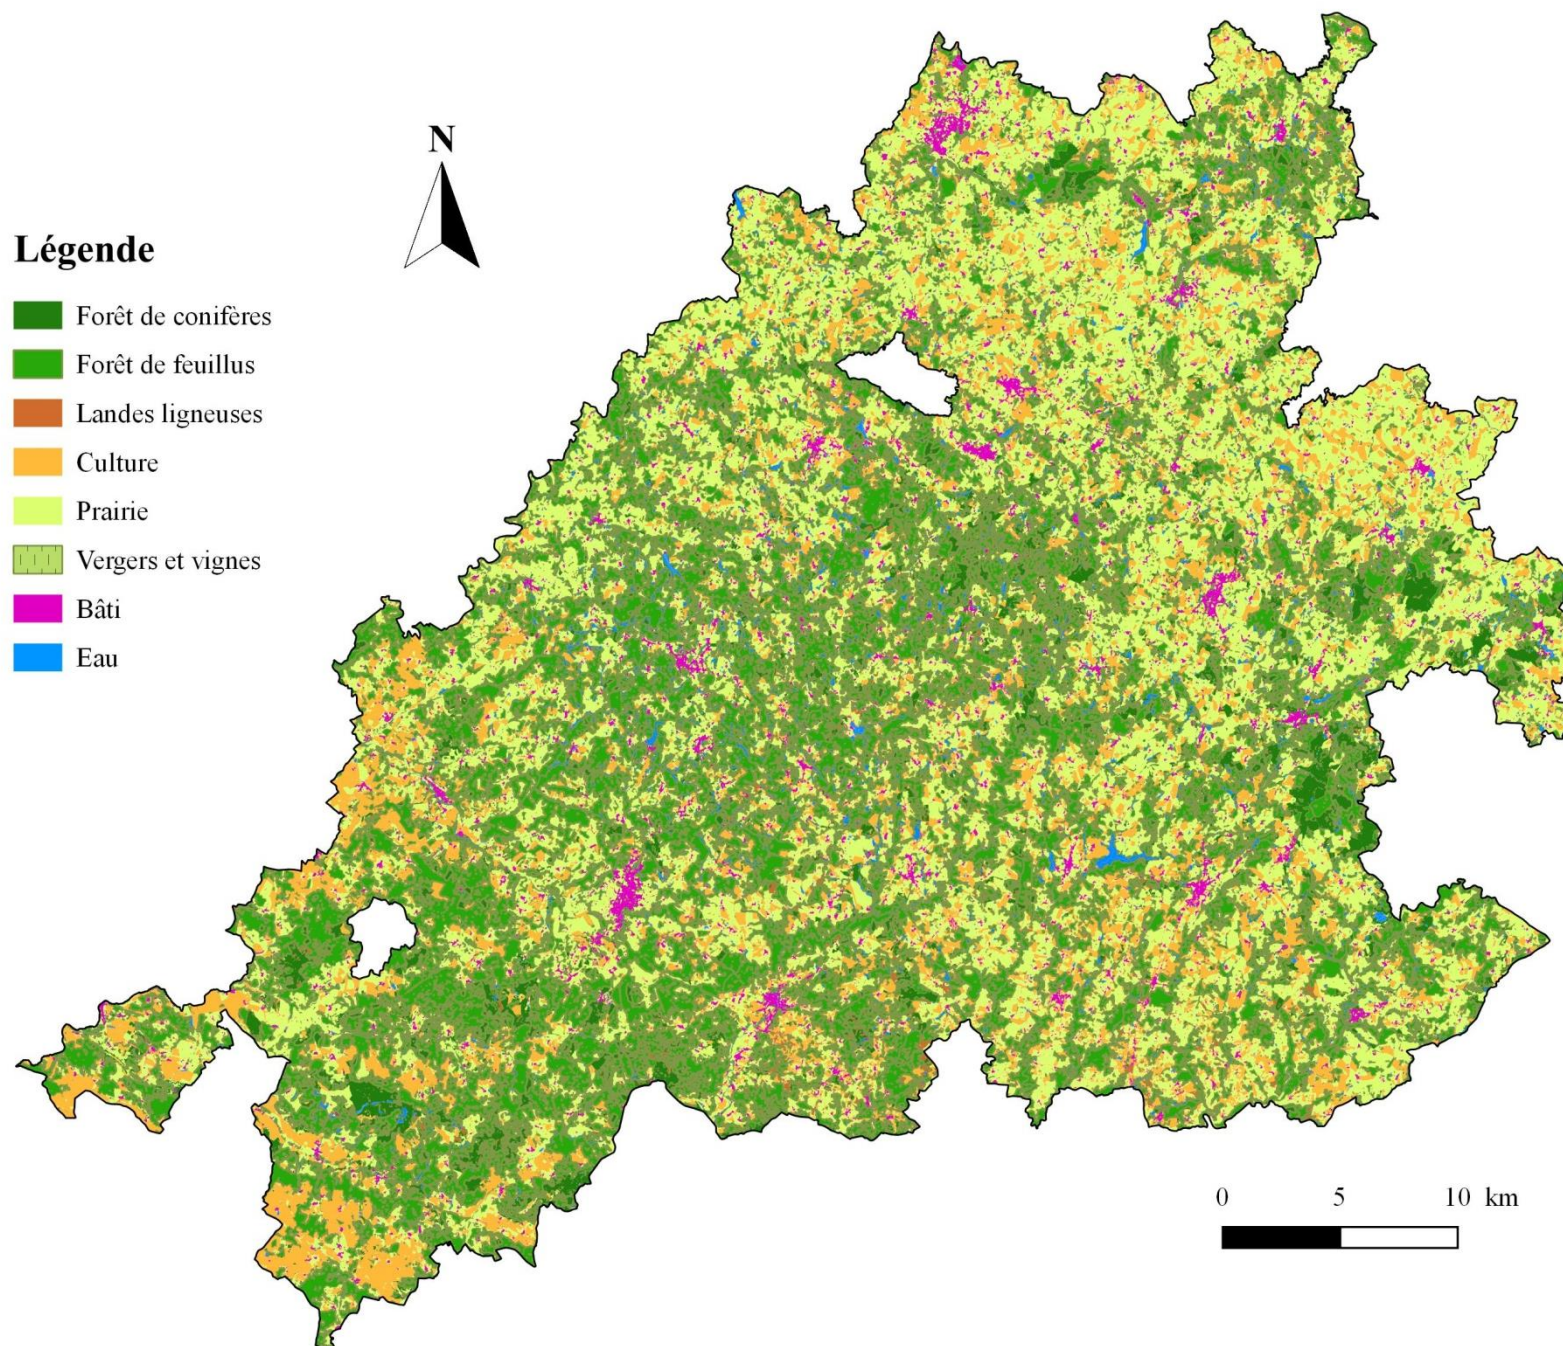 N
Légende
Forêt de conifères
Forêt de feuillus
Landes ligneuses
Culture
Prairie
Vergers et vignes
Bâti
Eau
0 5 10 km